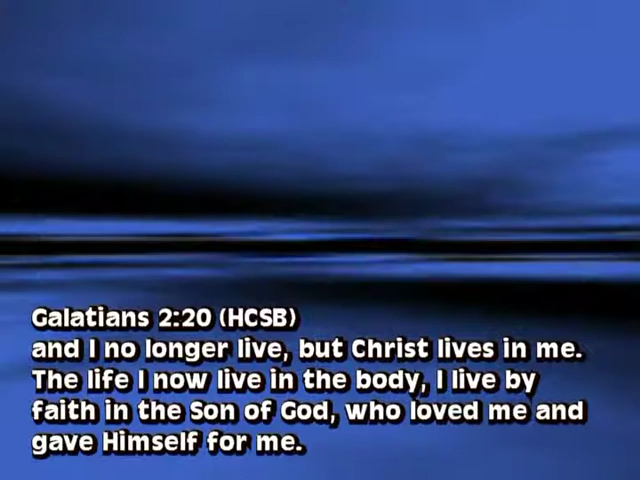 Galatians 2:20 (HCSB)
and I no longer live, but Christ lives in me.
The life I now live in the body, I live by
faith in the Son of God, who loved me and
gave Himself for me.